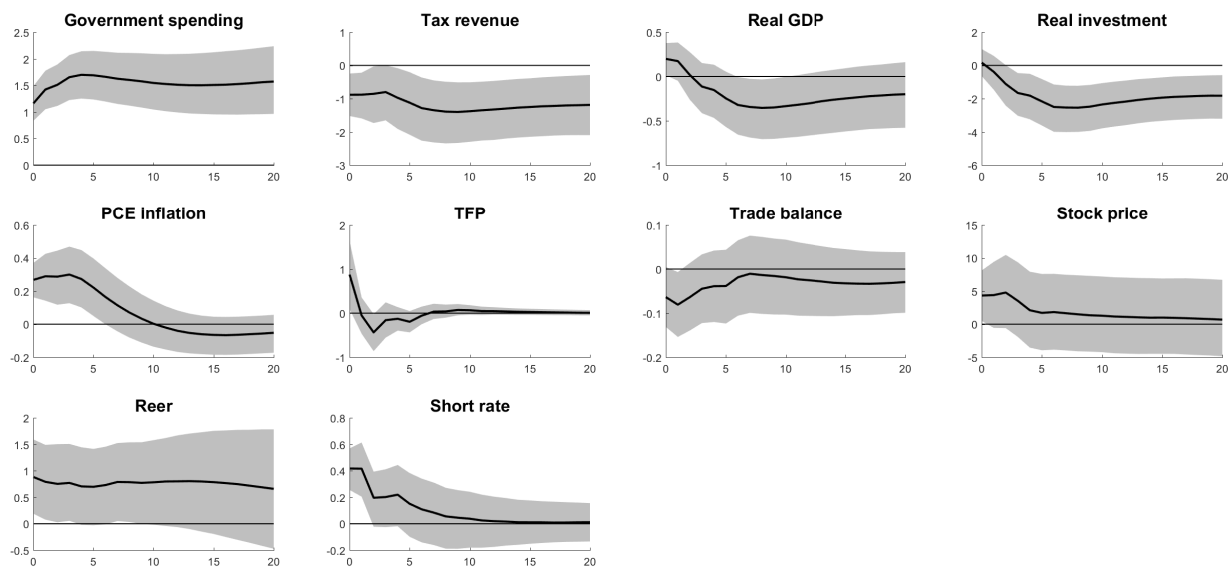 Government spending
2.5
2
1.5
1
0.5
0
0 5 10 15 20
Tax revenue
1
0
-1
-2
-3
0 5 10 15 20
Real GDP
0.5
0
-0.5
-1
0 5 10 15 20
Real investment
2
0
-2
-4
-6
0 5 10 15 20
PCE inflation
0.6
0.4
0.2
0
-0.2
0 5 10 15 20
TFP
2
1
0
-1
0 5 10 15 20
Trade balance
0.1
0
-0.1
-0.2
0 5 10 15 20
Stock price
15
10
5
0
-5
0 5 10 15 20
Reer
2
1.5
1
0.5
0
-0.5
0 5 10 15 20
Short rate
0.8
0.6
0.4
0.2
0
-0.2
0 5 10 15 20